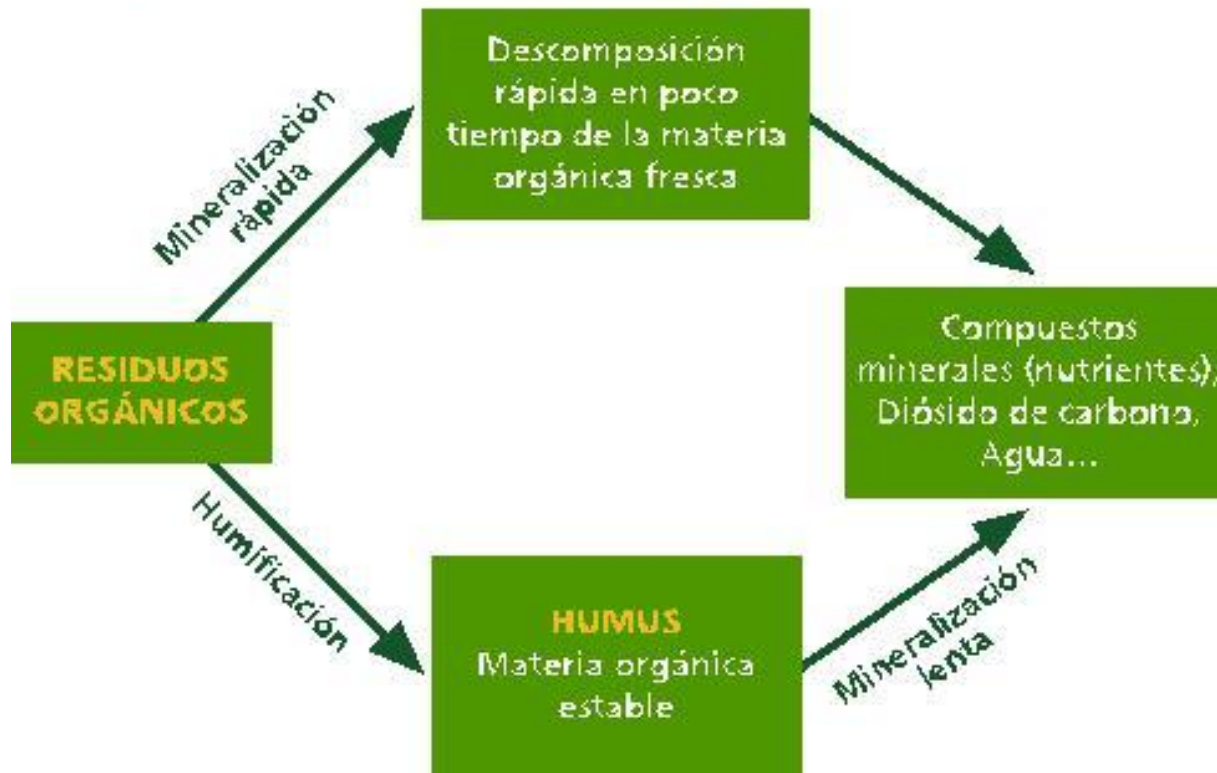 Descomposición
rápida en poco
tiempo de la materia
orgánica fresca
Mineralización
rápida
RESIDUOS
ORGÁNICOS
Compuestos
minerales (nutrientes),
Diósido de carbono,
Agua...
Humificación
HUMUS
Materia orgánica
estable
Mineralización
lenta